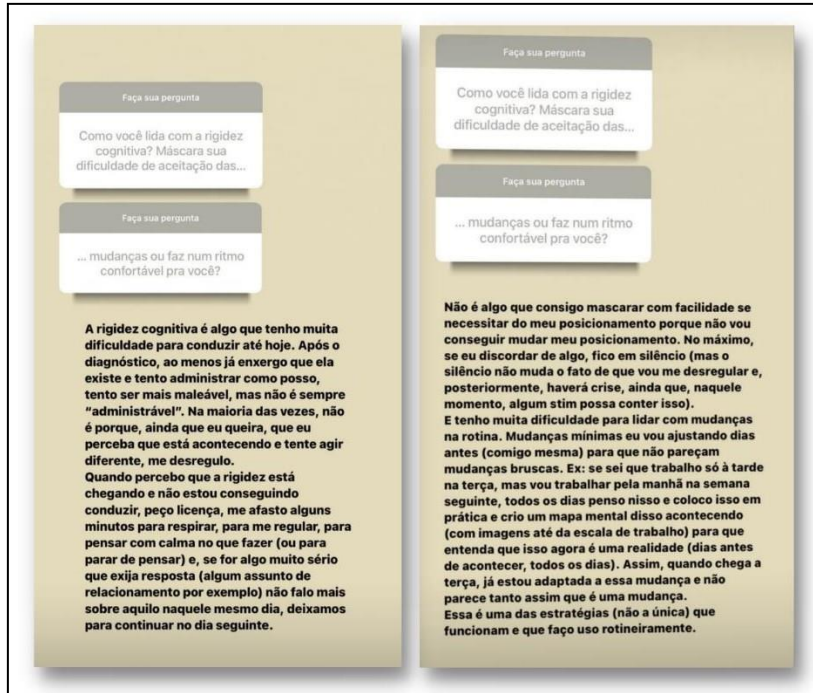 Faça sua pergunta
Como você lida com a rigidez
cognitiva? Máscara sua
dificuldade de aceitação das...
Faça sua pergunta
... mudanças ou faz num ritmo
confortável pra você?
A rigidez cognitiva é algo que tenho muita
dificuldade para conduzir até hoje. Após o
diagnóstico, ao menos já enxergo que ela
existe e tento administrar como posso,
tento ser mais maleável, mas não é sempre
“administrável”. Na maioria das vezes, não
é porque, ainda que eu queira, que eu
perceba que está acontecendo e tente agir
diferente, me desregulo.
Quando percebo que a rigidez está
chegando e não estou conseguindo
conduzir, peço licença, me afasto alguns
minutos para respirar, para me regular, para
pensar com calma no que fazer (ou para
parar de pensar) e, se for algo muito sério
que exija resposta (algum assunto de
relacionamento por exemplo) não falo mais
sobre aquilo naquele mesmo dia, deixamos
para continuar no dia seguinte.
Faça sua pergunta
Como você lida com a rigidez
cognitiva? Máscara sua
dificuldade de aceitação das...
Faça sua pergunta
... mudanças ou faz num ritmo
confortável pra você?
Não é algo que consigo mascarar com facilidade se
necessitar do meu posicionamento porque não vou
conseguir mudar meu posicionamento. No máximo,
se eu discordar de algo, fico em silêncio (mas o
silêncio não muda o fato de que vou me desregular e,
posteriormente, haverá crise, ainda que, naquele
momento, algum stim possa conter isso).
E tenho muita dificuldade para lidar com mudanças
na rotina. Mudanças mínimas eu vou ajustando dias
antes (comigo mesma) para que não pareçam
mudanças bruscas. Ex: se sei que trabalho só à tarde
na terça, mas vou trabalhar pela manhã na semana
seguinte, todos os dias penso nisso e coloco isso em
prática e crio um mapa mental disso acontecendo
(com imagens até da escala de trabalho) para que
entenda que isso agora é uma realidade (dias antes
de acontecer, todos os dias). Assim, quando chega a
terça, já estou adaptada a essa mudança e não
parece tanto assim que é uma mudança.
Essa é uma das estratégias (não a única) que
funcionam e que faço uso rotineiramente.